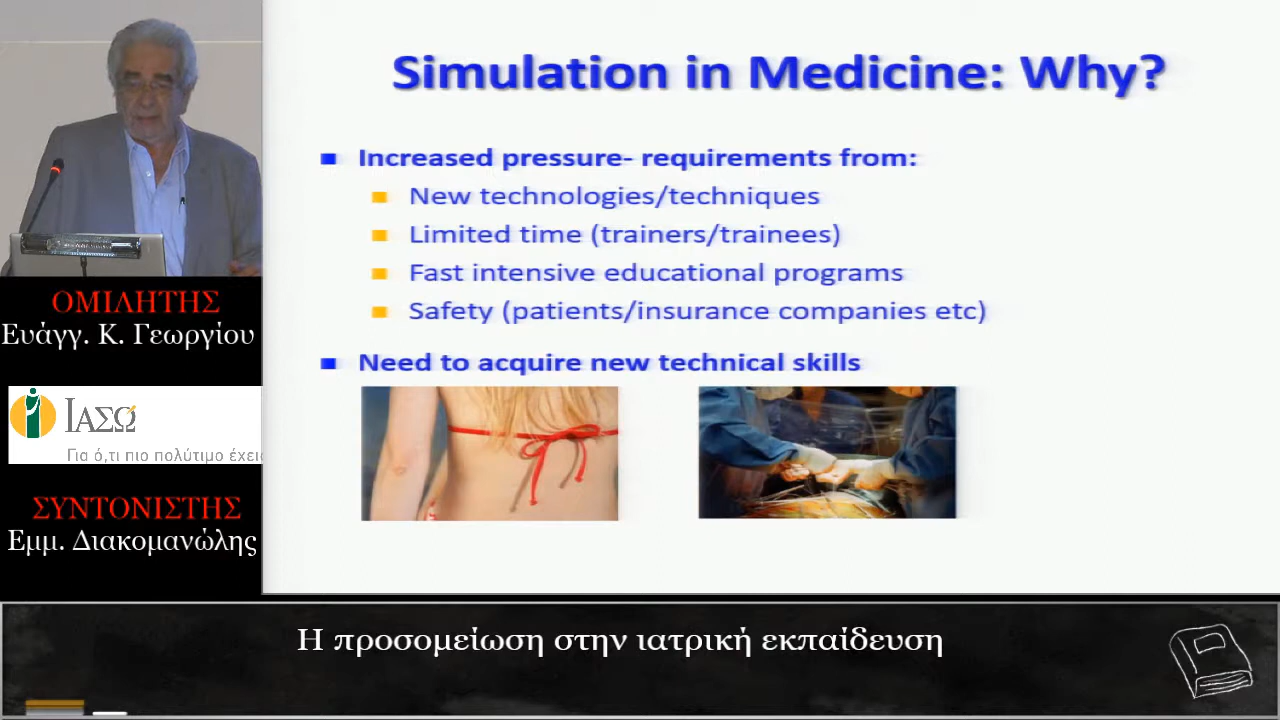 Simulation in Medicine: Why?
Increased pressure- requirements from:
New technologies/techniques
Limited time (trainers/trainees)
Fast intensive educational programs
Safety (patients/insurance companies etc)
Need to acquire new technical skills
ΟΜΙΛΗΤΗΣ
Ευάγγ. Κ. Γεωργίου
ΙΑΣΩ
Για ό,τι πιο πολύτιμο έχει
ΣΥΝΤΟΝΙΣΤΗΣ
Εμμ. Διακομανώλης
Η προσομείωση στην ιατρική εκπαίδευση